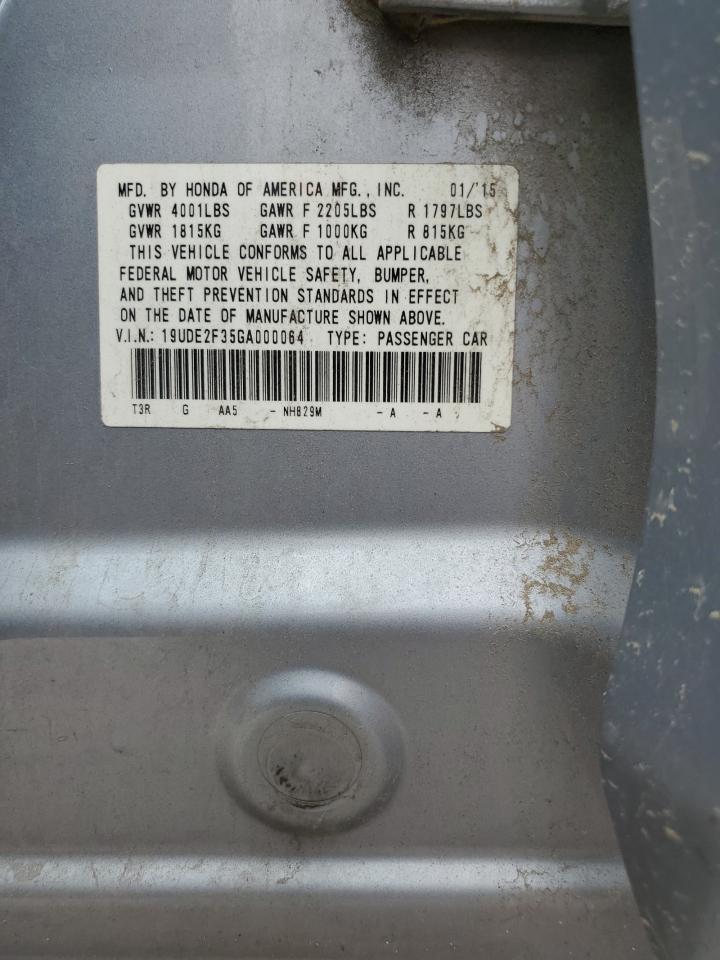 MFD. BY HONDA OF AMERICA MFG., INC. 01/'15
GVWR 4001LBS GAWR F 2205LBS R 1797LBS
GVWR 1815KG GAWR F 1000KG R 815KG
THIS VEHICLE CONFORMS TO ALL APPLICABLE
FEDERAL MOTOR VEHICLE SAFETY, BUMPER,
AND THEFT PREVENTION STANDARDS IN EFFECT
ON THE DATE OF MANUFACTURE SHOWN ABOVE.
V.I.N.: 19UDE2F35GA000064 TYPE: PASSENGER CAR
T3R G AA5 - NH829M - A - A